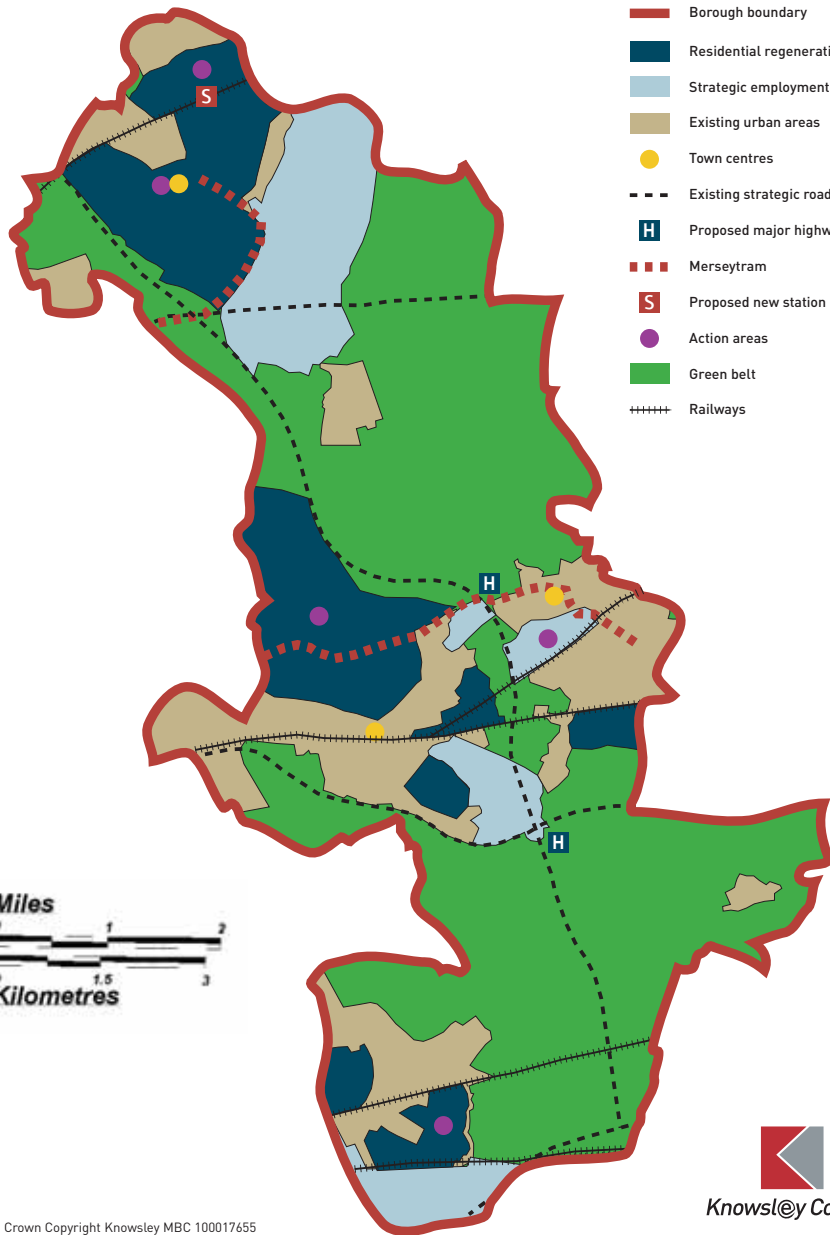 Borough boundary
Residential regenerati
Strategic employment
Existing urban areas
Town centres
Existing strategic road
H Proposed major highw
Merseytram
S Proposed new station
Action areas
Green belt
Railways
S
H
H
Miles
1 2
1.5 3
Kilometres
Knowsl@y Co
Crown Copyright Knowsley MBC 100017655